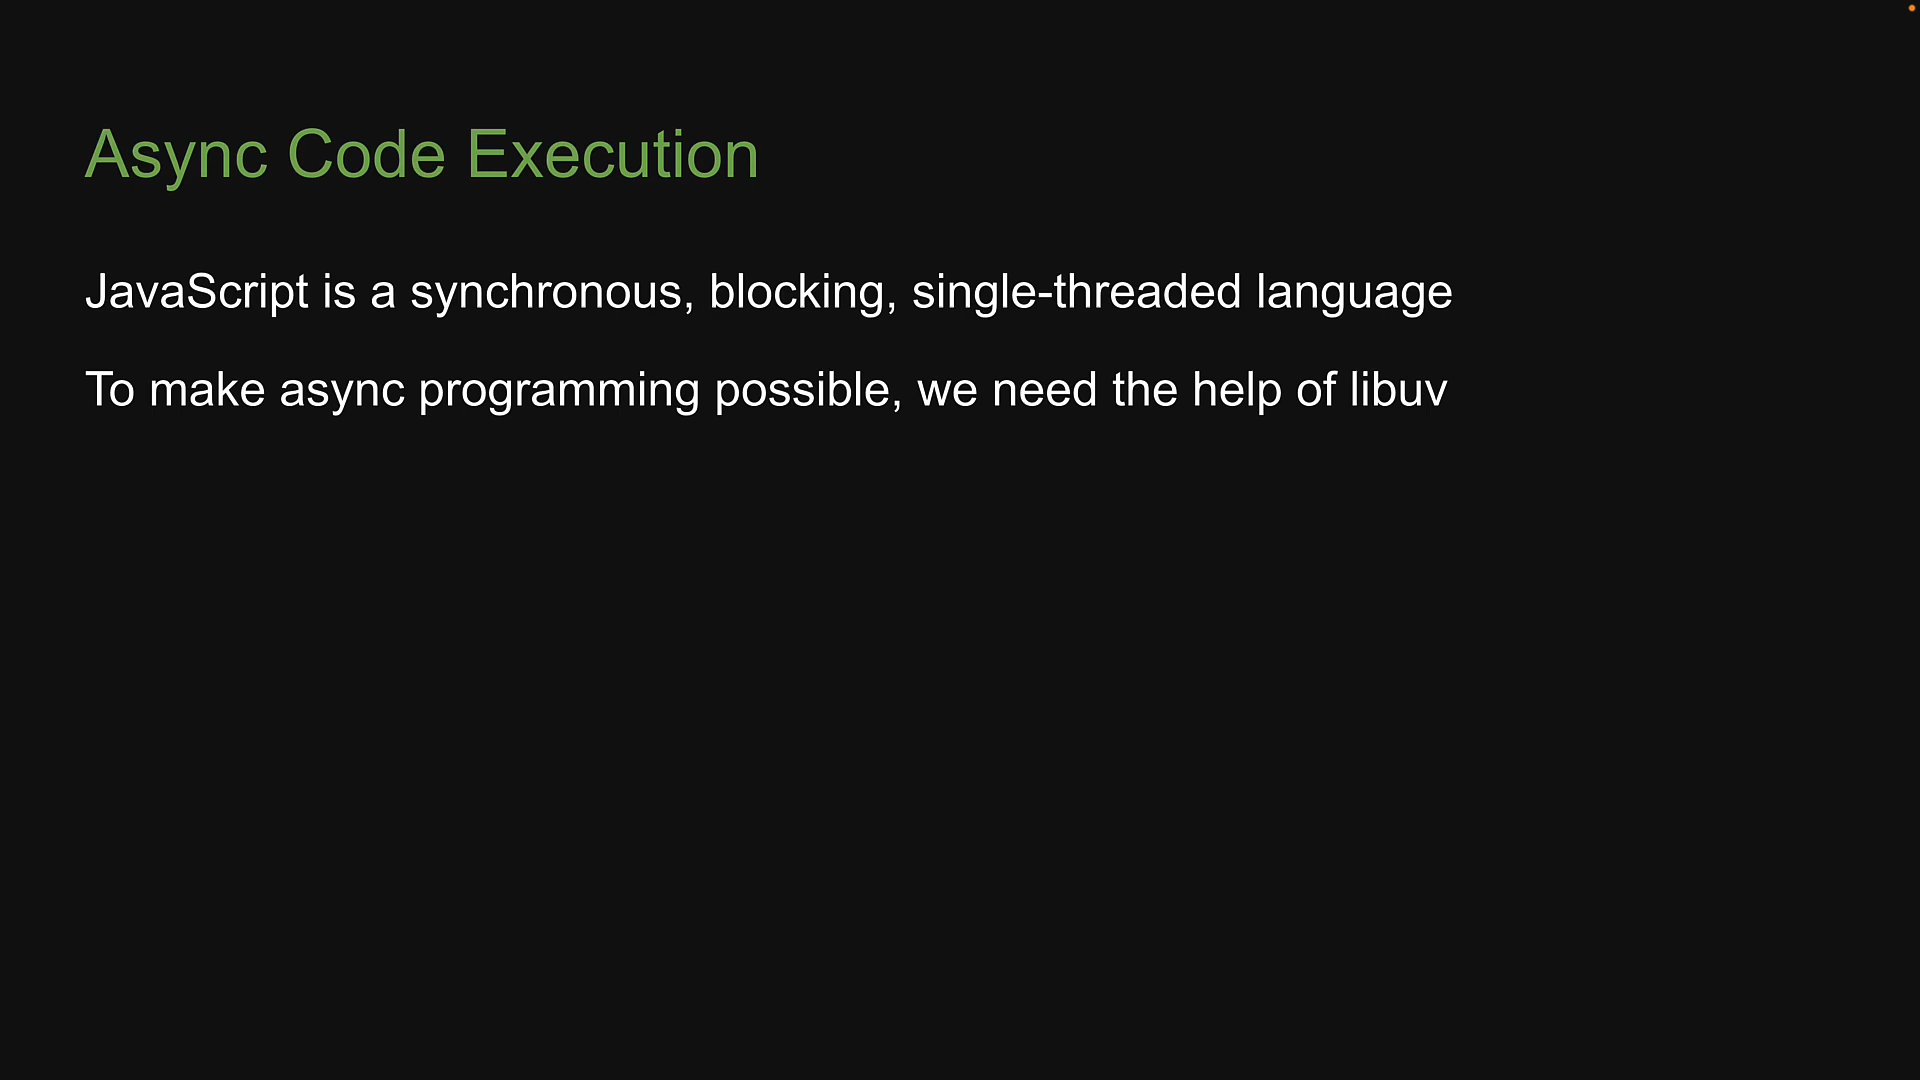 Async Code Execution
JavaScript is a synchronous, blocking, single-threaded language
To make async programming possible, we need the help of libuv